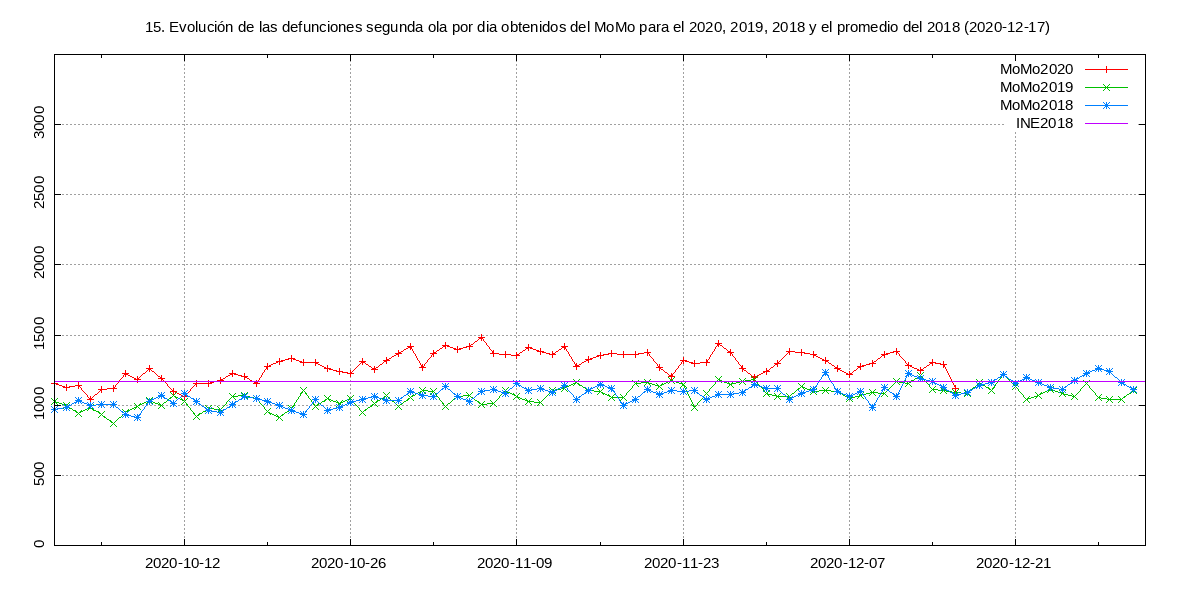 15. Evolución de las defunciones segunda ola por dia obtenidos del MoMo para el 2020, 2019, 2018 y el promedio del 2018 (2020-12-17)
MoMo2020
MoMo2019
MoMo2018
INE2018
3000
2500
2000
1500
1000
500
0
2020-10-12 2020-10-26 2020-11-09 2020-11-23 2020-12-07 2020-12-21